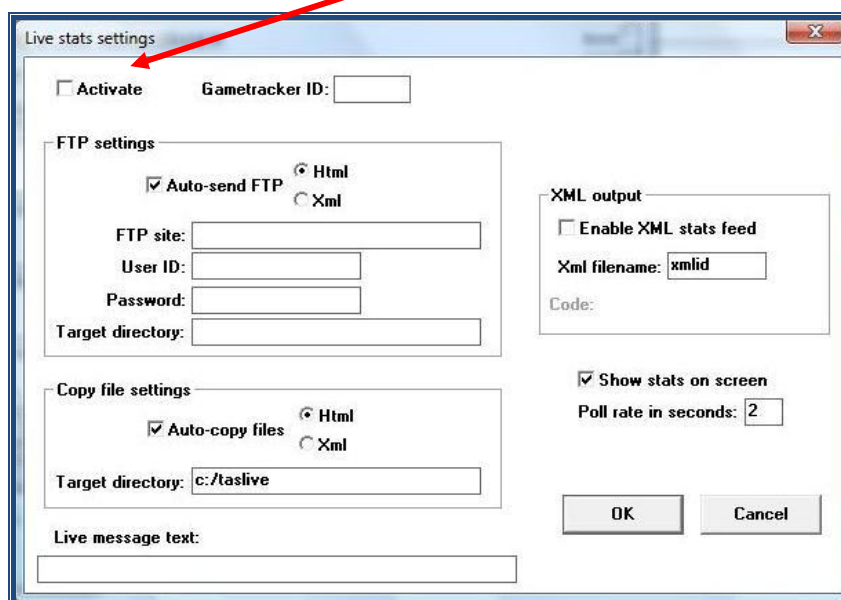 Live stats settings
Activate Gametracker ID:
FTP settings
Auto-send FTP
Html
Xml
FTP site:
User ID:
Password:
Target directory:
XML output
Enable XML stats feed
Xml filename: xmlid
Code:
Copy file settings
Auto-copy files
Html
Xml
Target directory: c:/taslive
Show stats on screen
Poll rate in seconds: 2
OK Cancel
Live message text: